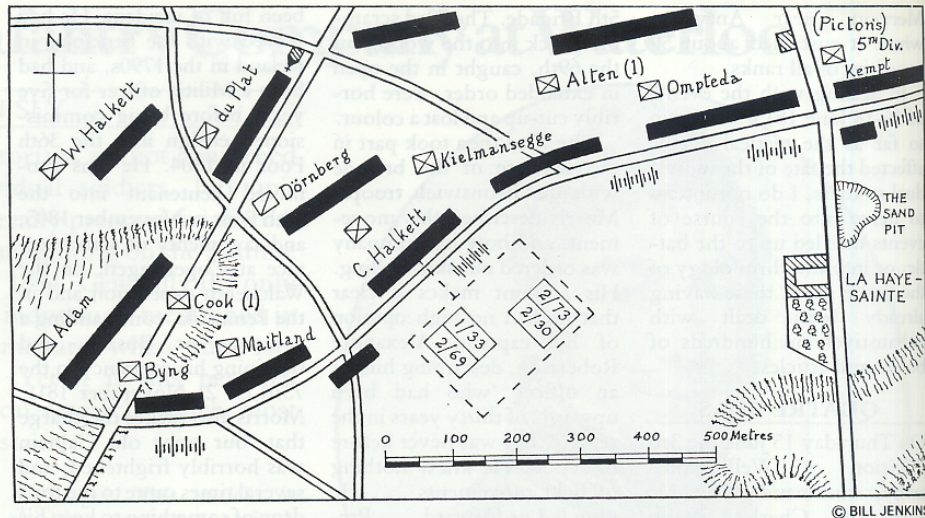 N
W. Halkett
du Plat
Alten (1)
Ompteda
(Pictons)
5TH Div.
Kempt
Dörnberg
Kielmansegge
C. Halkett
THE
SAND
PIT
LA HAYE
SAINTE
Adam
Cook (1)
Maitland
Byng
1/33
2/69
2/73
2/30
0 100 200 300 400 500 Metres
© BILL JENKINS